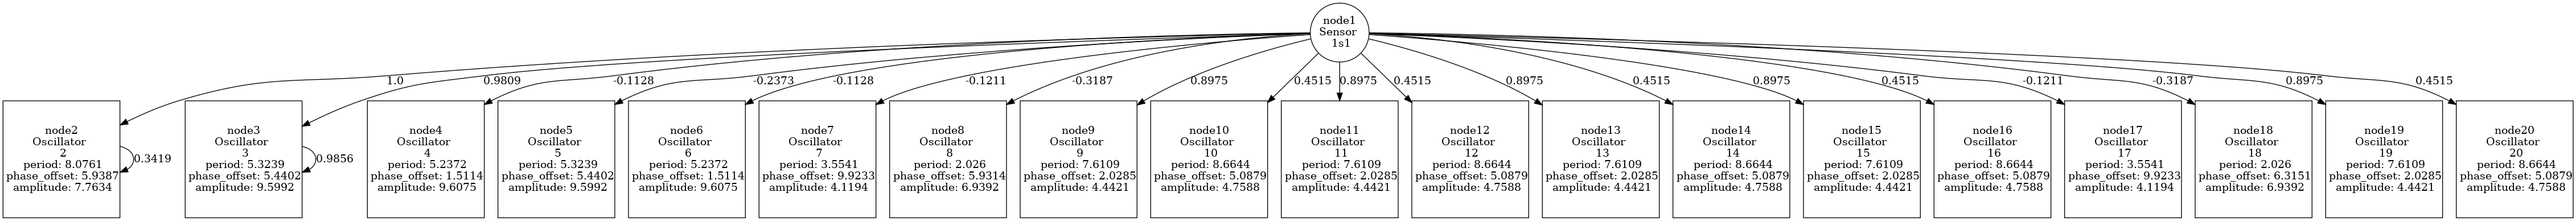 node1
Sensor
1s1
1.0
0.9809
-0.1128
-0.2373
-0.1128
-0.1211
-0.3187
0.8975
0.4515
0.8975
0.4515
0.8975
0.4515
0.8975
0.4515
-0.1211
-0.3187
0.8975
0.4515
node2
Oscillator
2
period: 8.0761
phase_offset: 5.9387
amplitude: 7.7634
0.3419
node3
Oscillator
3
period: 5.3239
phase_offset: 5.4402
amplitude: 9.5992
0.9856
node4
Oscillator
4
period: 5.2372
phase_offset: 1.5114
amplitude: 9.6075
node5
Oscillator
5
period: 5.3239
phase_offset: 5.4402
amplitude: 9.5992
node6
Oscillator
6
period: 5.2372
phase_offset: 1.5114
amplitude: 9.6075
node7
Oscillator
7
period: 3.5541
phase_offset: 9.9233
amplitude: 4.1194
node8
Oscillator
8
period: 2.026
phase_offset: 5.9314
amplitude: 6.9392
node9
Oscillator
9
period: 7.6109
phase_offset: 2.0285
amplitude: 4.4421
node10
Oscillator
10
period: 8.6644
phase_offset: 5.0879
amplitude: 4.7588
node11
Oscillator
11
period: 7.6109
phase_offset: 2.0285
amplitude: 4.4421
node12
Oscillator
12
period: 8.6644
phase_offset: 5.0879
amplitude: 4.7588
node13
Oscillator
13
period: 7.6109
phase_offset: 2.0285
amplitude: 4.4421
node14
Oscillator
14
period: 8.6644
phase_offset: 5.0879
amplitude: 4.7588
node15
Oscillator
15
period: 7.6109
phase_offset: 2.0285
amplitude: 4.4421
node16
Oscillator
16
period: 8.6644
phase_offset: 5.0879
amplitude: 4.7588
node17
Oscillator
17
period: 3.5541
phase_offset: 9.9233
amplitude: 4.1194
node18
Oscillator
18
period: 2.026
phase_offset: 6.3151
amplitude: 6.9392
node19
Oscillator
19
period: 7.6109
phase_offset: 2.0285
amplitude: 4.4421
node20
Oscillator
20
period: 8.6644
phase_offset: 5.0879
amplitude: 4.7588